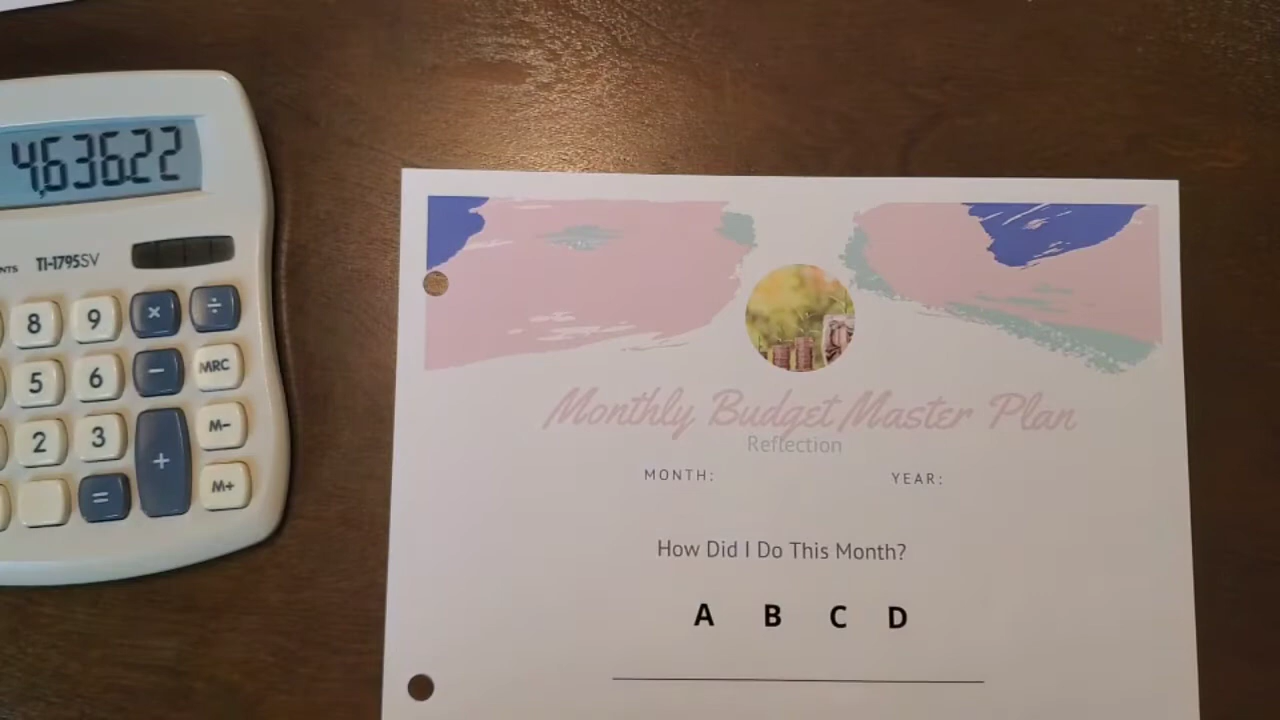 4,636.22
TI-1795SV
8 9 × ÷
5 6 − MRC
2 3 + M−
= M+
Monthly Budget Master Plan
Reflection
MONTH: YEAR:
How Did I Do This Month?
A B C D